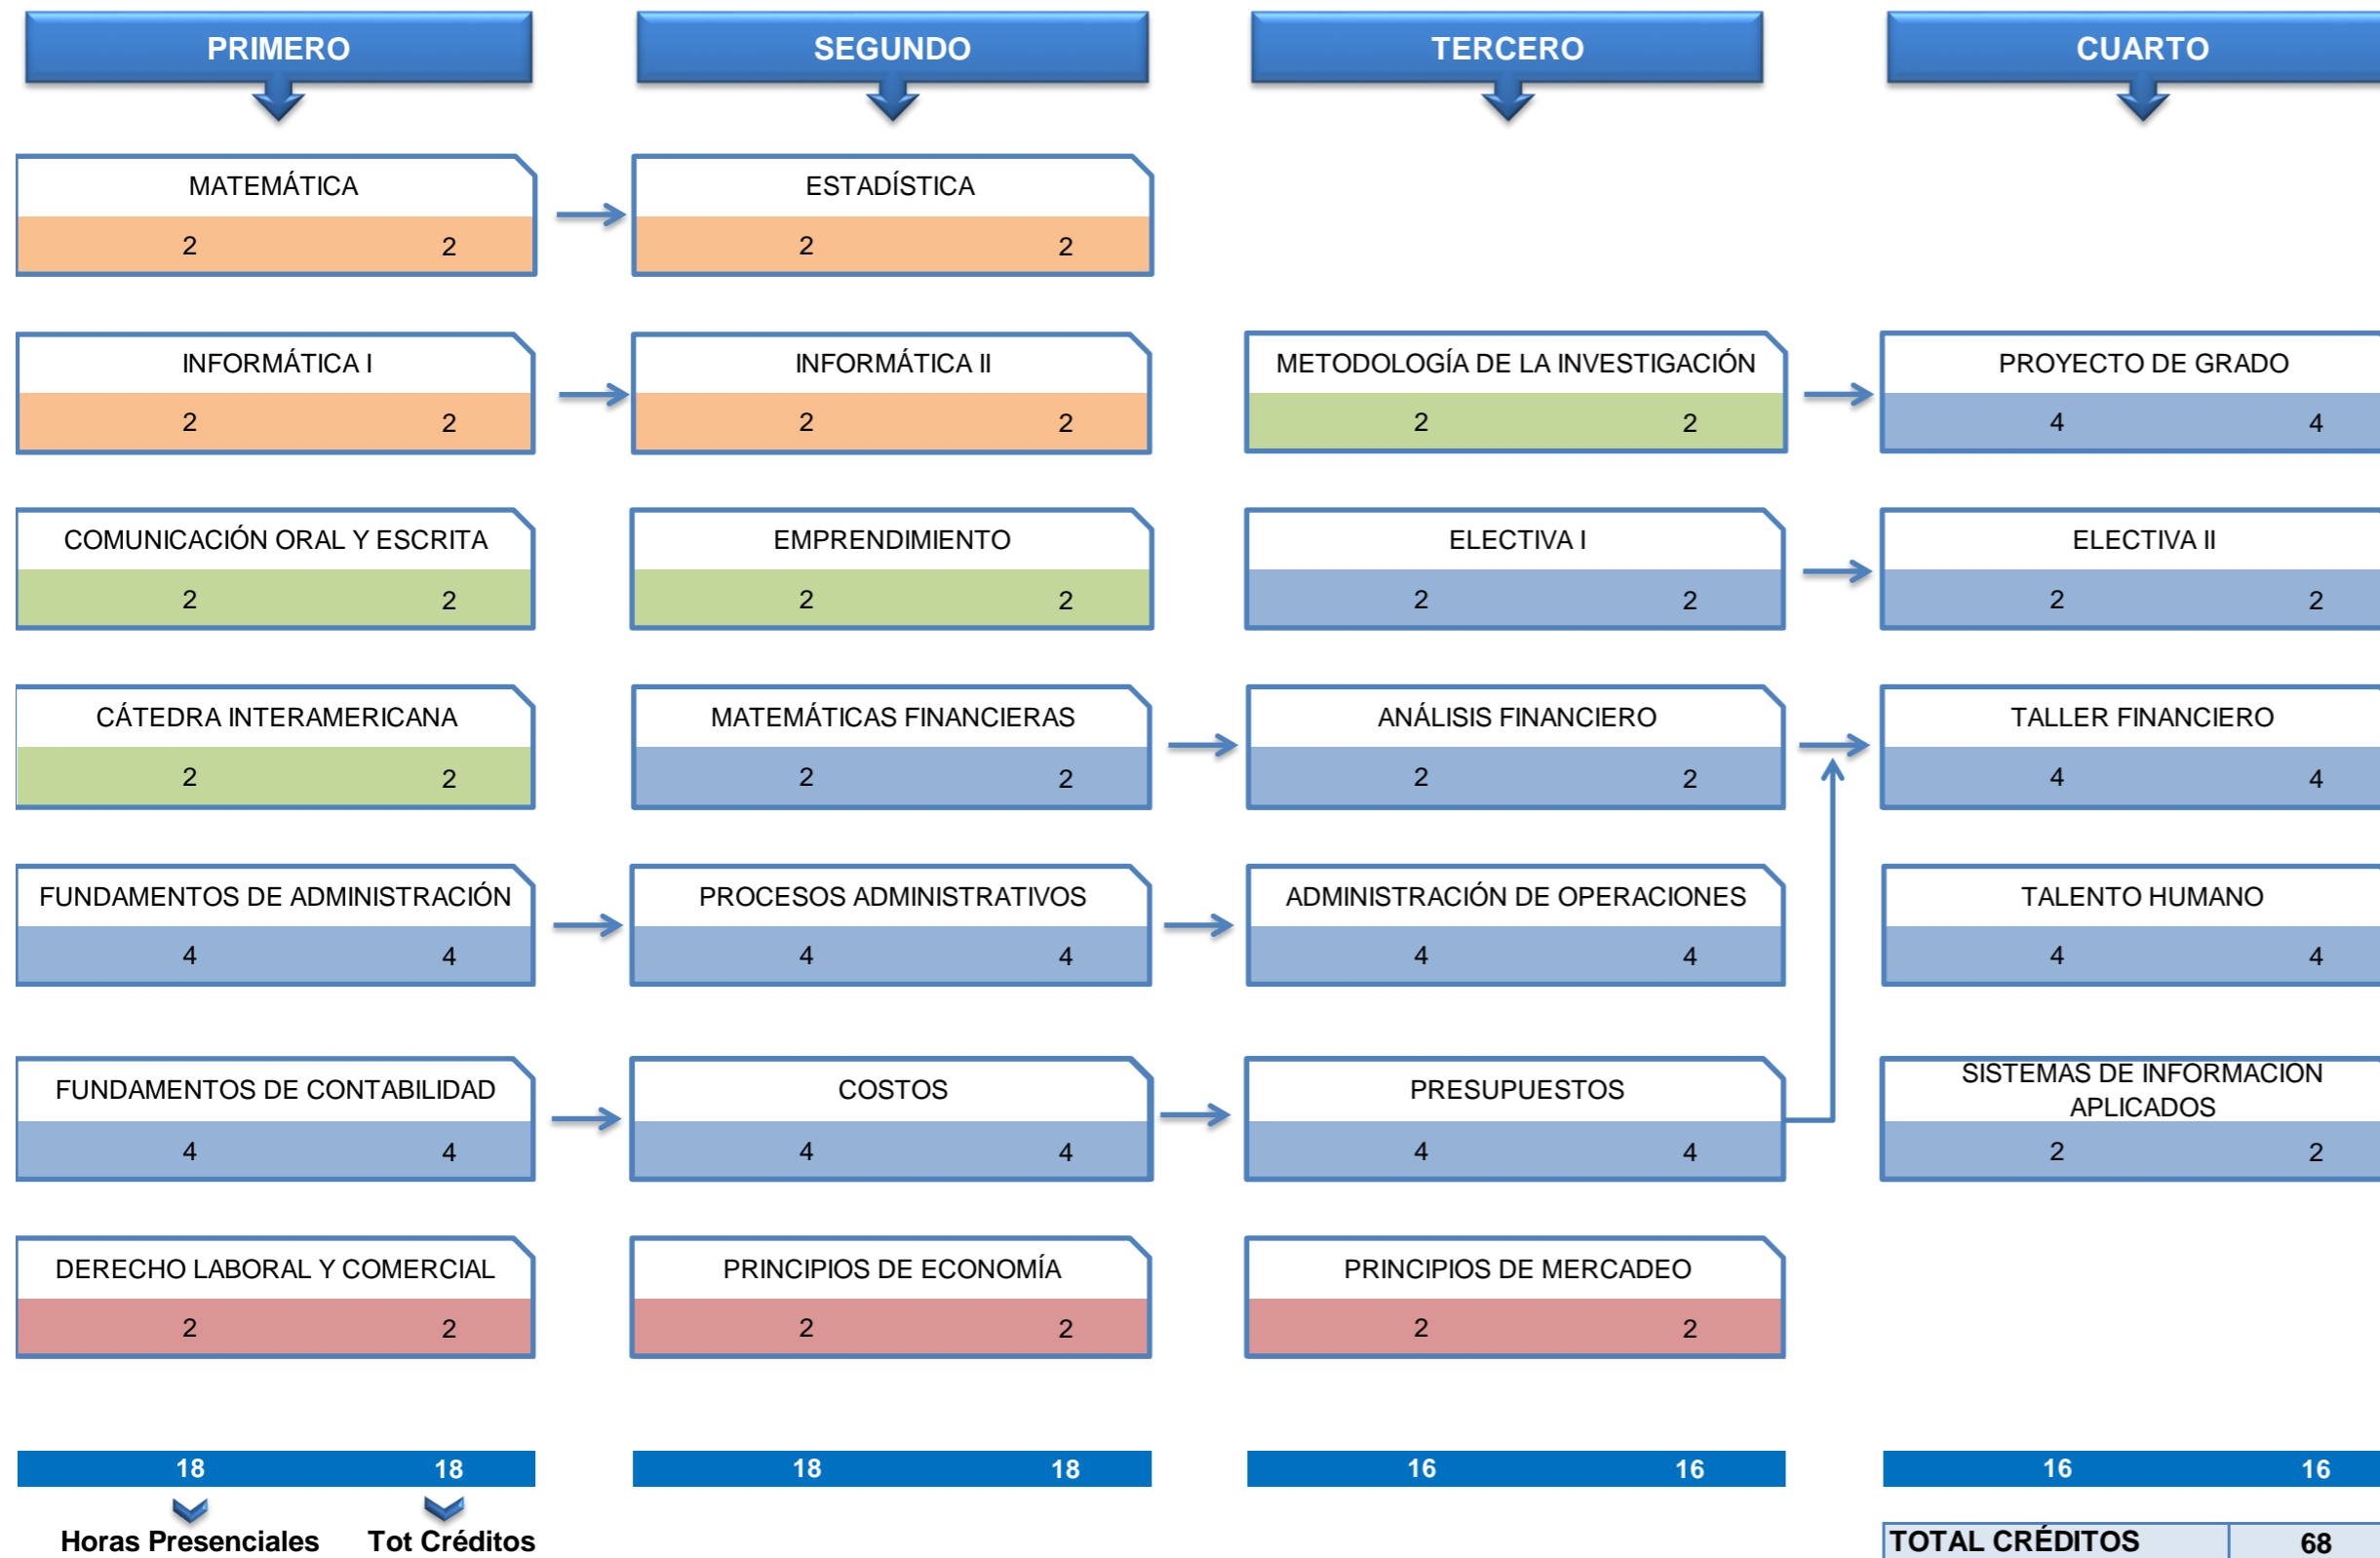 PRIMERO
SEGUNDO
TERCERO
CUARTO
MATEMÁTICA
ESTADÍSTICA
2 2
2 2
INFORMÁTICA I
INFORMÁTICA II
METODOLOGÍA DE LA INVESTIGACIÓN
PROYECTO DE GRADO
2 2
2 2
2 2
4 4
COMUNICACIÓN ORAL Y ESCRITA
EMPRENDIMIENTO
ELECTIVA I
ELECTIVA II
2 2
2 2
2 2
2 2
CÁTEDRA INTERAMERICANA
MATEMÁTICAS FINANCIERAS
ANÁLISIS FINANCIERO
TALLER FINANCIERO
2 2
2 2
2 2
4 4
FUNDAMENTOS DE ADMINISTRACIÓN
PROCESOS ADMINISTRATIVOS
ADMINISTRACIÓN DE OPERACIONES
TALENTO HUMANO
4 4
4 4
4 4
4 4
FUNDAMENTOS DE CONTABILIDAD
COSTOS
PRESUPUESTOS
SISTEMAS DE INFORMACION
APLICADOS
4 4
4 4
4 4
2 2
DERECHO LABORAL Y COMERCIAL
PRINCIPIOS DE ECONOMÍA
PRINCIPIOS DE MERCADEO
2 2
2 2
2 2
18 18
18 18
16 16
16 16
Horas Presenciales
Tot Créditos
TOTAL CRÉDITOS 68